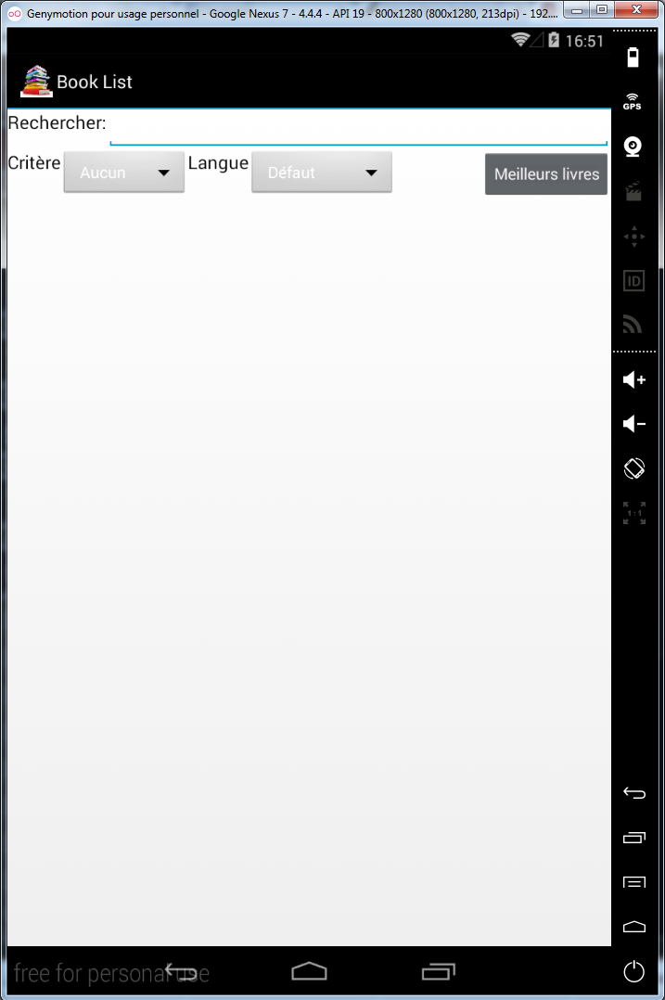 Genymotion pour usage personnel - Google Nexus 7 - 4.4.4 - API 19 - 800x1280 (800x1280, 213dpi) - 192....
16:51
Book List
GPS
Rechercher:
Critère Aucun Langue Défaut Meilleurs livres
ID
1:1
free for personal use